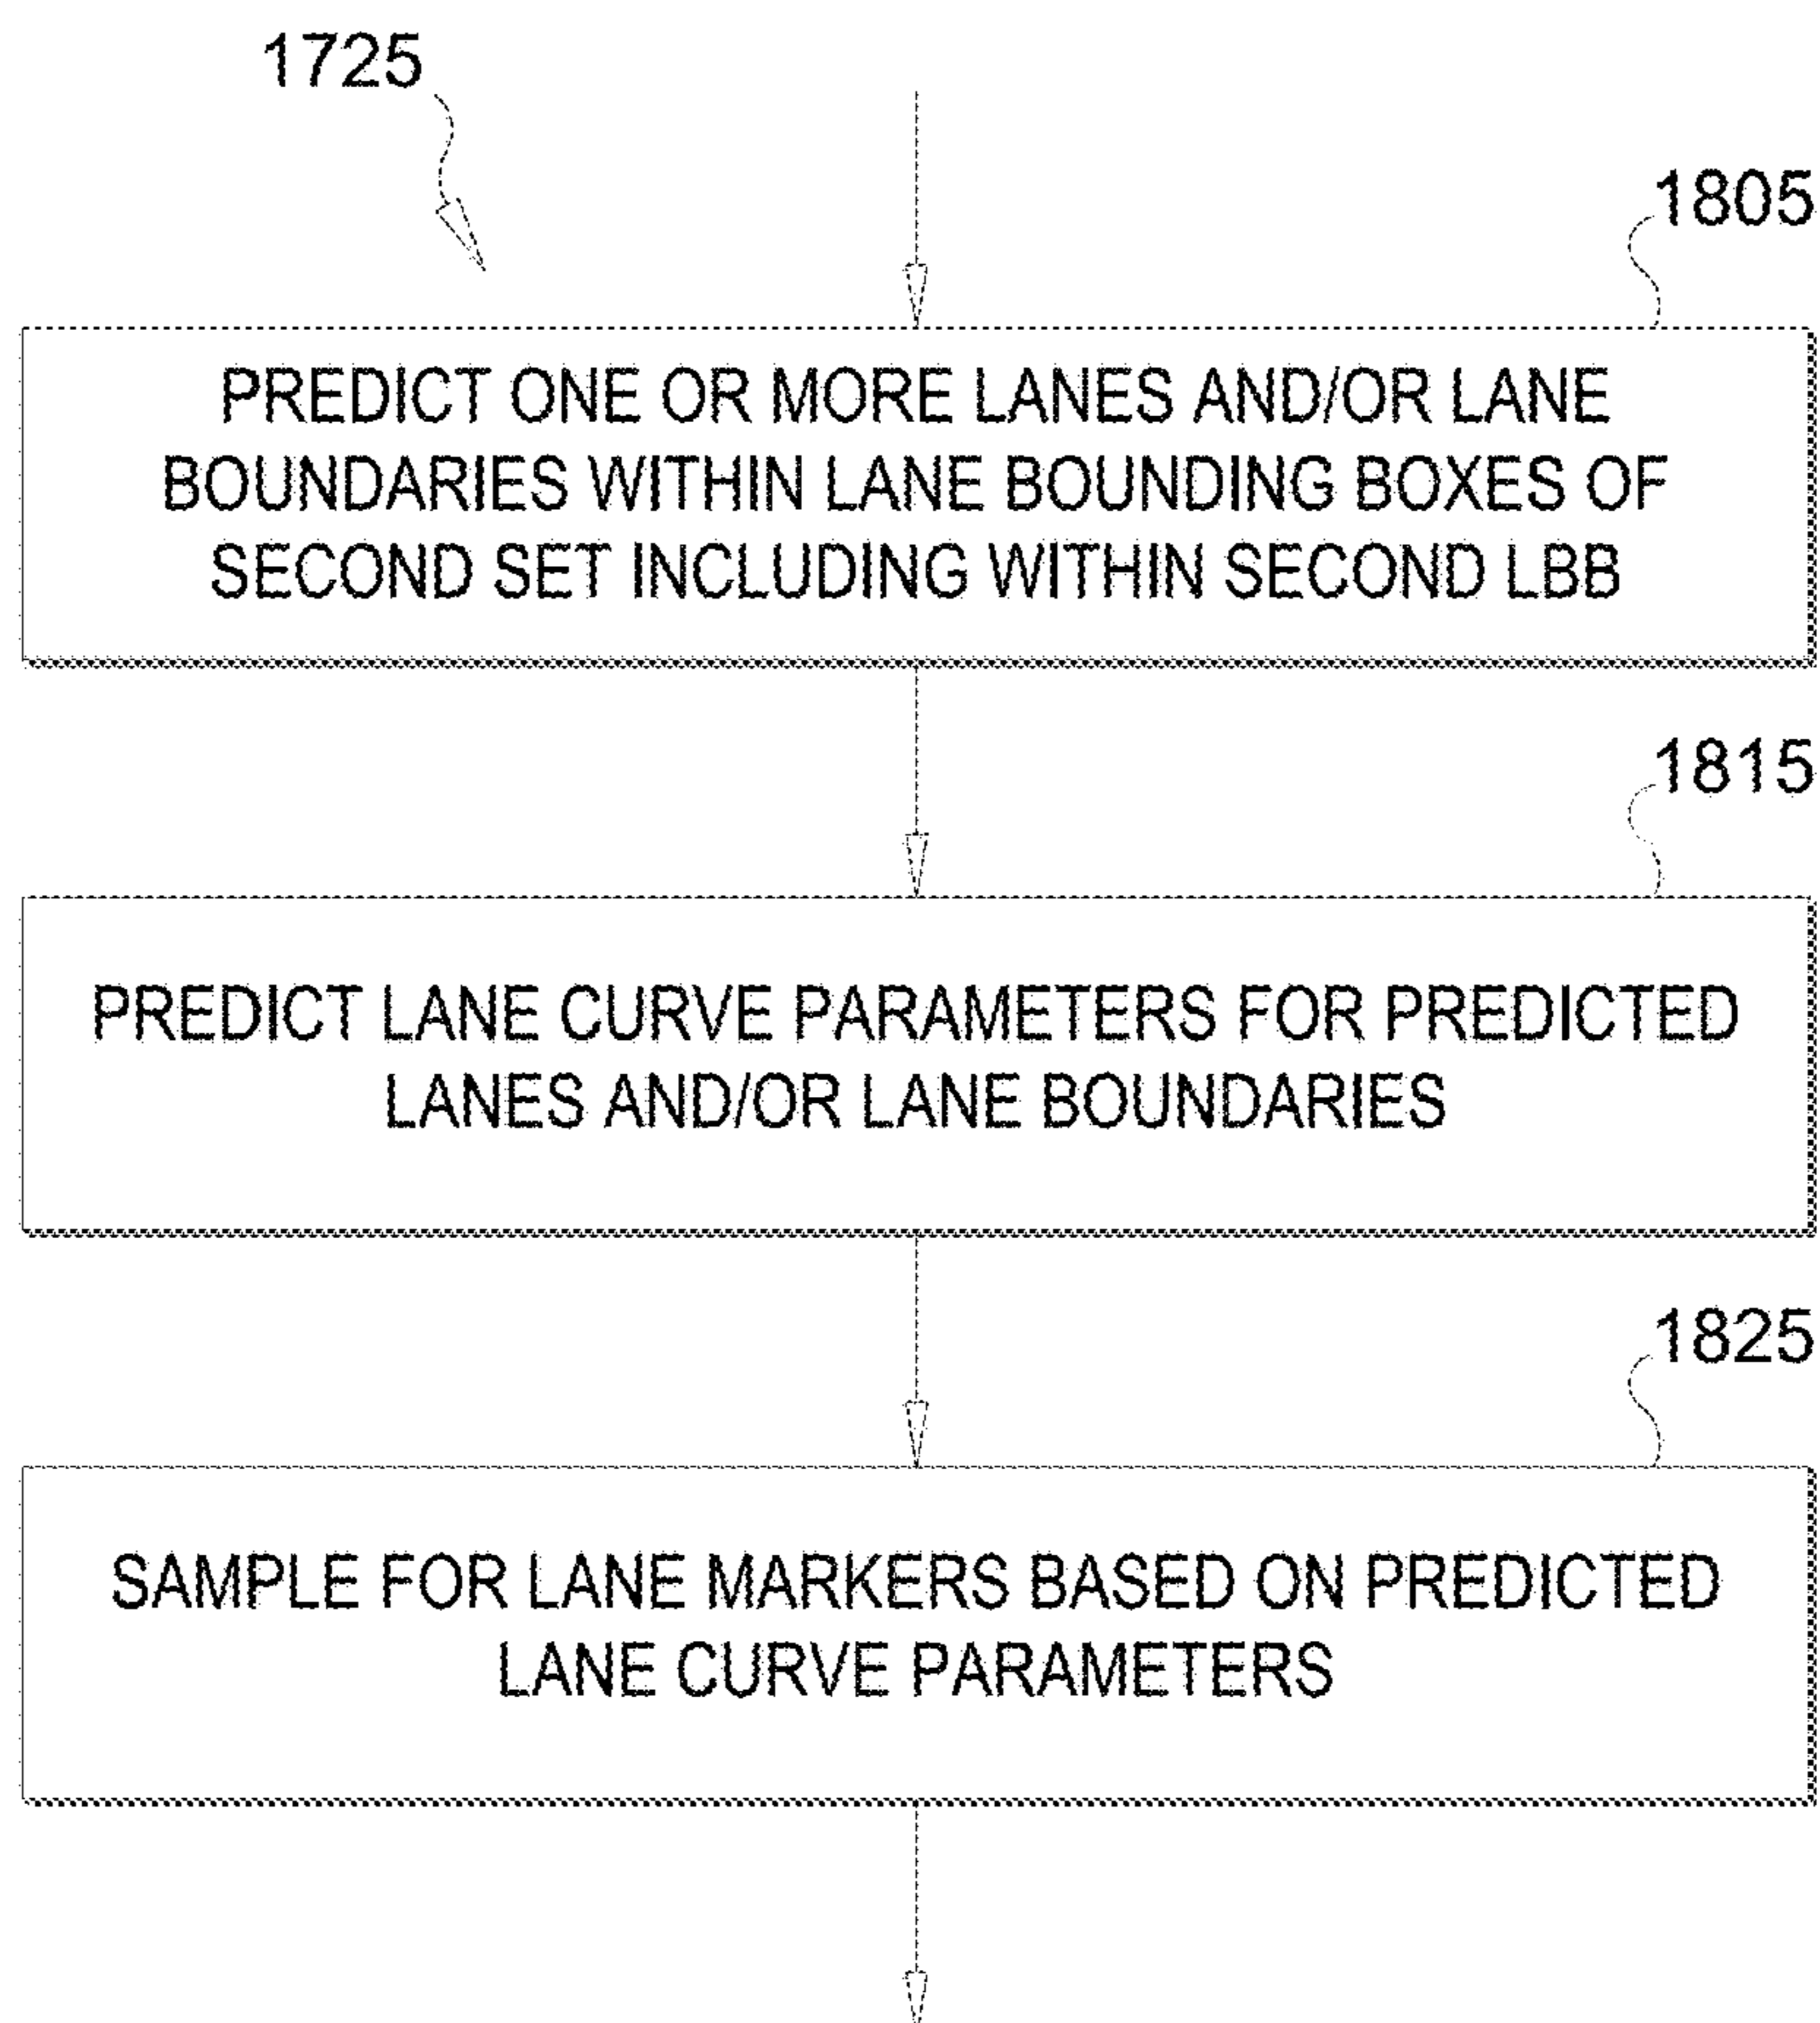 1725
1805
PREDICT ONE OR MORE LANES AND/OR LANE
BOUNDARIES WITHIN LANE BOUNDING BOXES OF
SECOND SET INCLUDING WITHIN SECOND LBB
1815
PREDICT LANE CURVE PARAMETERS FOR PREDICTED
LANES AND/OR LANE BOUNDARIES
1825
SAMPLE FOR LANE MARKERS BASED ON PREDICTED
LANE CURVE PARAMETERS